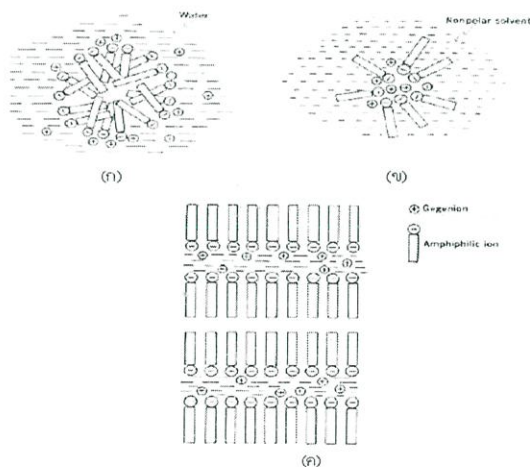 Water
Nonpolar solvent
(ก)
(ข)
Gegenion
Amphiphilic ion
(ค)